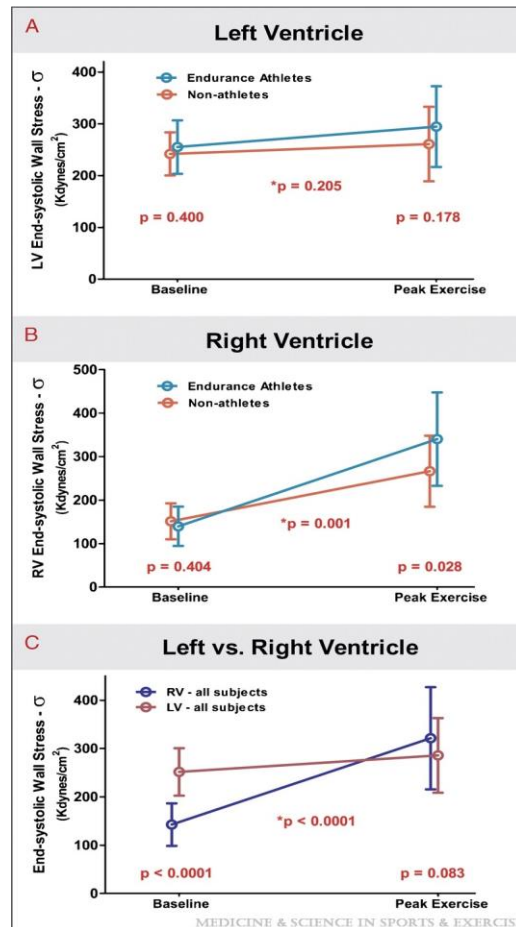 A
Left Ventricle
LV End-systolic Wall Stress - σ
(Kdynes/cm²)
400
300
200
100
0
Endurance Athletes
Non-athletes
*p = 0.205
p = 0.400
p = 0.178
Baseline
Peak Exercise
B
Right Ventricle
RV End-systolic Wall Stress - σ
(Kdynes/cm²)
500
400
300
200
100
0
Endurance Athletes
Non-athletes
*p = 0.001
p = 0.404
p = 0.028
Baseline
Peak Exercise
C
Left vs. Right Ventricle
End-systolic Wall Stress - σ
(Kdynes/cm²)
400
300
200
100
0
RV - all subjects
LV - all subjects
*p < 0.0001
p < 0.0001
p = 0.083
Baseline
Peak Exercise
MEDICINE & SCIENCE IN SPORTS & EXERCIS